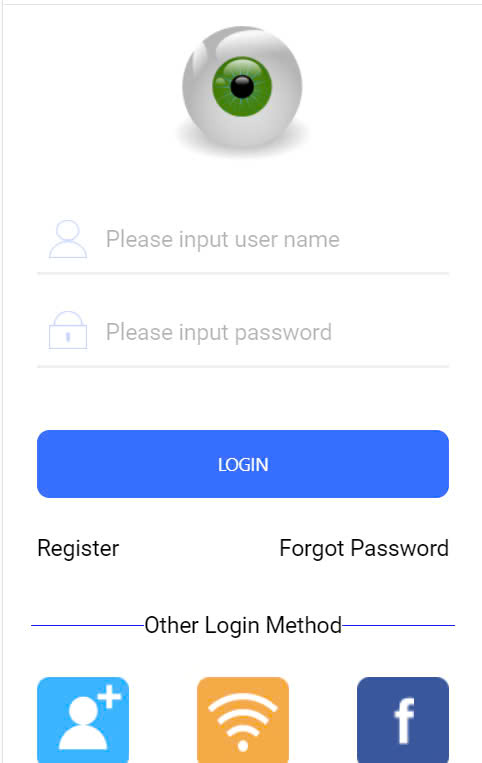 Please input user name
Please input password
LOGIN
Register
Forgot Password
Other Login Method
f